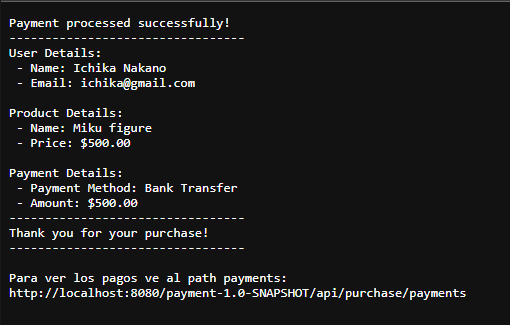 Payment processed successfully!
---------------------------------
User Details:
- Name: Ichika Nakano
- Email: ichika@gmail.com
Product Details:
- Name: Miku figure
- Price: $500.00
Payment Details:
- Payment Method: Bank Transfer
- Amount: $500.00
---------------------------------
Thank you for your purchase!
---------------------------------
Para ver los pagos ve al path payments:
http://localhost:8080/payment-1.0-SNAPSHOT/api/purchase/payments